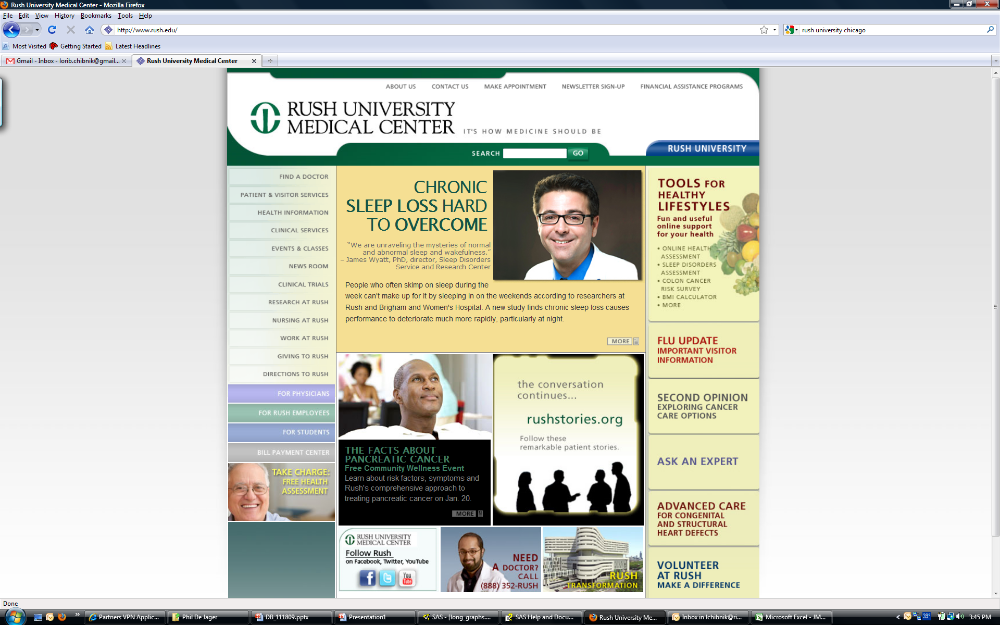 Rush University Medical Center - Mozilla Firefox
File Edit View History Bookmarks Tools Help
http://www.rush.edu/
rush university chicago
Most Visited Getting Started Latest Headlines
Gmail - Inbox - lorib.chibnik@gmail...
Rush University Medical Center
ABOUT US CONTACT US MAKE APPOINTMENT NEWSLETTER SIGN-UP FINANCIAL ASSISTANCE PROGRAMS
RUSH UNIVERSITY
MEDICAL CENTER
IT'S HOW MEDICINE SHOULD BE
SEARCH GO
RUSH UNIVERSITY
FIND A DOCTOR
PATIENT & VISITOR SERVICES
HEALTH INFORMATION
CLINICAL SERVICES
EVENTS & CLASSES
NEWS ROOM
CLINICAL TRIALS
RESEARCH AT RUSH
NURSING AT RUSH
WORK AT RUSH
GIVING TO RUSH
DIRECTIONS TO RUSH
FOR PHYSICIANS
FOR RUSH EMPLOYEES
FOR STUDENTS
BILL PAYMENT CENTER
TAKE CHARGE:
FREE HEALTH
ASSESSMENT
CHRONIC
SLEEP LOSS HARD
TO OVERCOME
"We are unraveling the mysteries of normal
and abnormal sleep and wakefulness."
– James Wyatt, PhD, director, Sleep Disorders
Service and Research Center
People who often skimp on sleep during the
week can't make up for it by sleeping in on the weekends according to researchers at
Rush and Brigham and Women's Hospital. A new study finds chronic sleep loss causes
performance to deteriorate much more rapidly, particularly at night.
MORE
THE FACTS ABOUT
PANCREATIC CANCER
Free Community Wellness Event
Learn about risk factors, symptoms and
Rush's comprehensive approach to
treating pancreatic cancer on Jan. 20.
MORE
the conversation
continues...
rushstories.org
Follow these
remarkable patient stories.
RUSH UNIVERSITY
MEDICAL CENTER
Follow Rush
on Facebook, Twitter, YouTube
f t You
Tube
NEED
A DOCTOR?
CALL
(888) 352-RUSH
RUSH
TRANSFORMATION
TOOLS FOR
HEALTHY
LIFESTYLES
Fun and useful
online support
for your health
• ONLINE HEALTH
ASSESSMENT
• SLEEP DISORDERS
ASSESSMENT
• COLON CANCER
RISK SURVEY
• BMI CALCULATOR
• MORE
FLU UPDATE
IMPORTANT VISITOR
INFORMATION
SECOND OPINION
EXPLORING CANCER
CARE OPTIONS
ASK AN EXPERT
ADVANCED CARE
FOR CONGENITAL
AND STRUCTURAL
HEART DEFECTS
VOLUNTEER
AT RUSH
MAKE A DIFFERENCE
Done
Partners VPN Applic... Phil De Jager DB_111809.pptx Presentation1 SAS - [long_graphs.... SAS Help and Docu... Rush University Me... Inbox in lchibnik@ri... Microsoft Excel - JM... 39° 3:45 PM